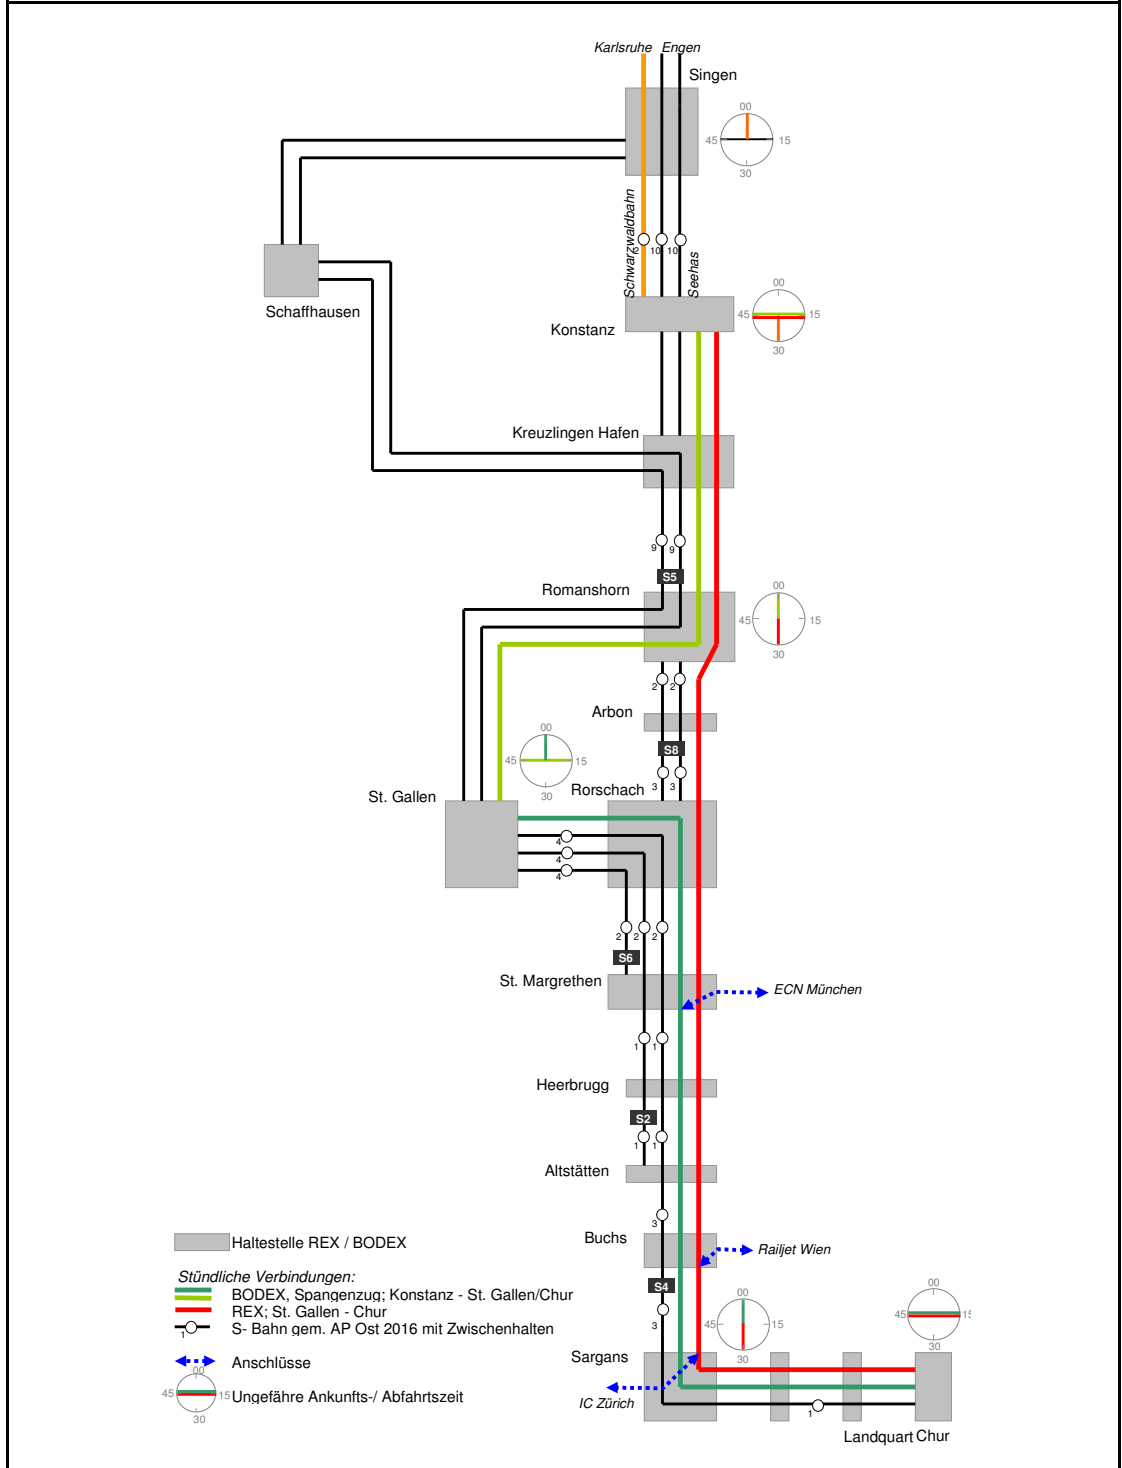 Karlsruhe Engen
Singen
00
45 15
30
Schwarzwaldbahn
2 10 10
Seehas
Schaffhausen
00
45 15
30
Konstanz
Kreuzlingen Hafen
9 9
S5
Romanshorn
00
45 15
30
2 2
Arbon
00
45 15
30
S8
3 3
St. Gallen
Rorschach
4
4
4
2 2 2
S6
St. Margrethen
ECN München
1 1
Heerbrugg
S2
1 1
Altstätten
3
Buchs
Railjet Wien
S4
3
00
45 15
30
00
45 15
30
Sargans
IC Zürich
1
Landquart Chur
Haltestelle REX / BODEX
Stündliche Verbindungen:
BODEX, Spangenzug; Konstanz - St. Gallen/Chur
REX; St. Gallen - Chur
1 S- Bahn gem. AP Ost 2016 mit Zwischenhalten
Anschlüsse
00
45 15 Ungefähre Ankunfts-/ Abfahrtszeit
30